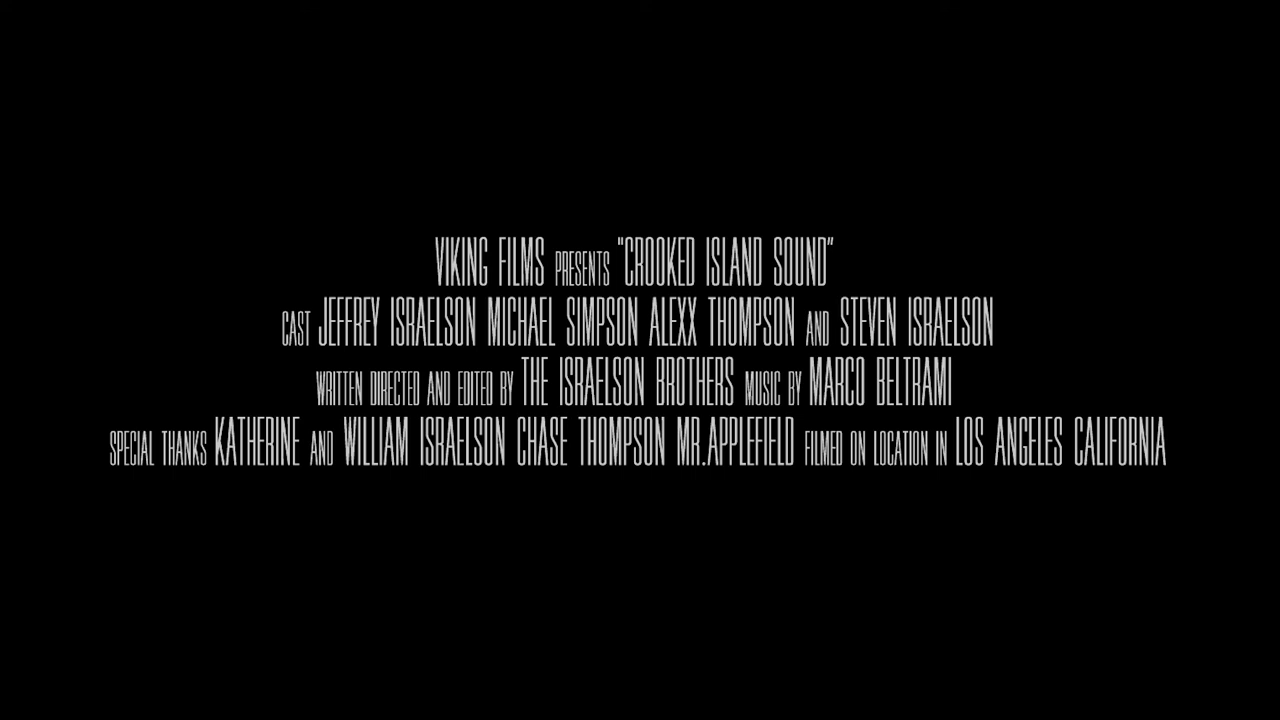 VIKING FILMS PRESENTS "CROOKED ISLAND SOUND"
CAST JEFFREY ISRAELSON MICHAEL SIMPSON ALEXX THOMPSON AND STEVEN ISRAELSON
WRITTEN DIRECTED AND EDITED BY THE ISRAELSON BROTHERS MUSIC BY MARCO BELTRAMI
SPECIAL THANKS KATHERINE AND WILLIAM ISRAELSON CHASE THOMPSON MR.APPLEFIELD FILMED ON LOCATION IN LOS ANGELES CALIFORNIA